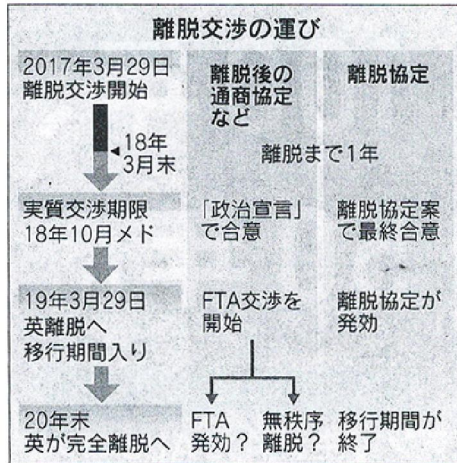 離脱交渉の運び
2017年3月29日
離脱交渉開始
離脱後の
通商協定
など
離脱協定
◀18年
3月末
離脱まで1年
実質交渉期限
18年10月メド
「政治宣言」
で合意
離脱協定案
で最終合意
19年3月29日
英離脱へ
移行期間入り
FTA交渉を
開始
離脱協定が
発効
20年末
英が完全離脱へ
FTA
発効？
無秩序
離脱？
移行期間が
終了